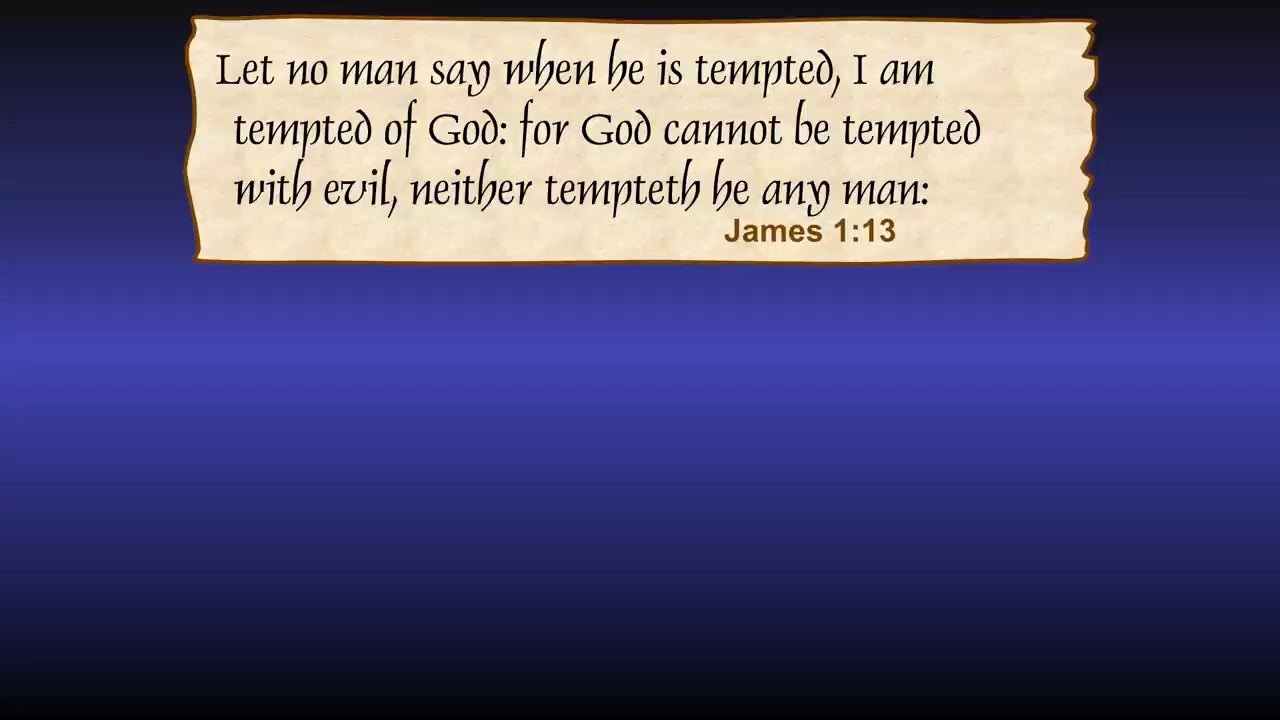 Let no man say when he is tempted, I am
tempted of God: for God cannot be tempted
with evil, neither tempteth he any man:
James 1:13